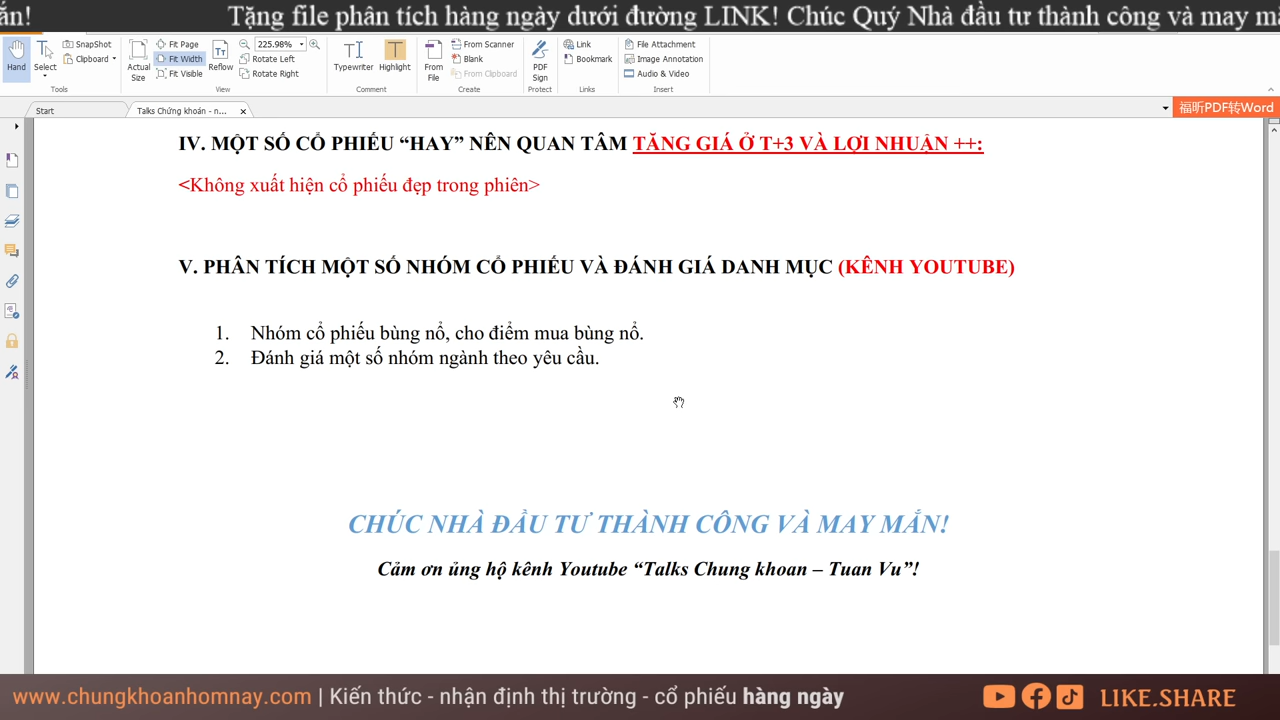 ắn!
Tặng file phân tích hàng ngày dưới đường LINK! Chúc Quý Nhà đầu tư thành công và may mắ
Hand
Select
SnapShot
Clipboard
Tools
Actual Size
Fit Page
Fit Width
Fit Visible
Reflow
225.98%
Rotate Left
Rotate Right
View
Typewriter
Highlight
Comment
From File
From Scanner
Blank
From Clipboard
Create
PDF Sign
Protect
Link
Bookmark
Links
File Attachment
Image Annotation
Audio & Video
Insert
Start
Talks Chứng khoán - n...
福昕PDF转Word
IV. MỘT SỐ CỔ PHIẾU “HAY” NÊN QUAN TÂM TĂNG GIÁ Ở T+3 VÀ LỢI NHUẬN ++:
<Không xuất hiện cổ phiếu đẹp trong phiên>
V. PHÂN TÍCH MỘT SỐ NHÓM CỔ PHIẾU VÀ ĐÁNH GIÁ DANH MỤC (KÊNH YOUTUBE)
1. Nhóm cổ phiếu bùng nổ, cho điểm mua bùng nổ.
2. Đánh giá một số nhóm ngành theo yêu cầu.
CHÚC NHÀ ĐẦU TƯ THÀNH CÔNG VÀ MAY MẮN!
Cảm ơn ủng hộ kênh Youtube “Talks Chung khoan – Tuan Vu”!
www.chungkhoanhomnay.com | Kiến thức - nhận định thị trường - cổ phiếu hàng ngày
LIKE.SHARE